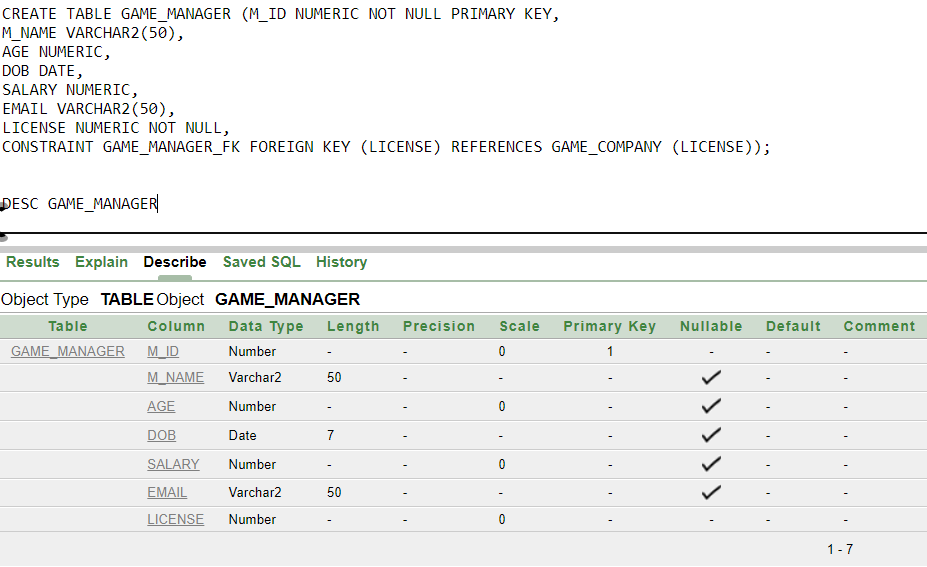 CREATE TABLE GAME_MANAGER (M_ID NUMERIC NOT NULL PRIMARY KEY,
M_NAME VARCHAR2(50),
AGE NUMERIC,
DOB DATE,
SALARY NUMERIC,
EMAIL VARCHAR2(50),
LICENSE NUMERIC NOT NULL,
CONSTRAINT GAME_MANAGER_FK FOREIGN KEY (LICENSE) REFERENCES GAME_COMPANY (LICENSE));
DESC GAME_MANAGER
Results Explain Describe Saved SQL History
Object Type TABLE Object GAME_MANAGER
Table Column Data Type Length Precision Scale Primary Key Nullable Default Comment
GAME_MANAGER M_ID Number - - 0 1 - - -
M_NAME Varchar2 50 - - - ✓ - -
AGE Number - - 0 - ✓ - -
DOB Date 7 - - - ✓ - -
SALARY Number - - 0 - ✓ - -
EMAIL Varchar2 50 - - - ✓ - -
LICENSE Number - - 0 - - - -
1 - 7